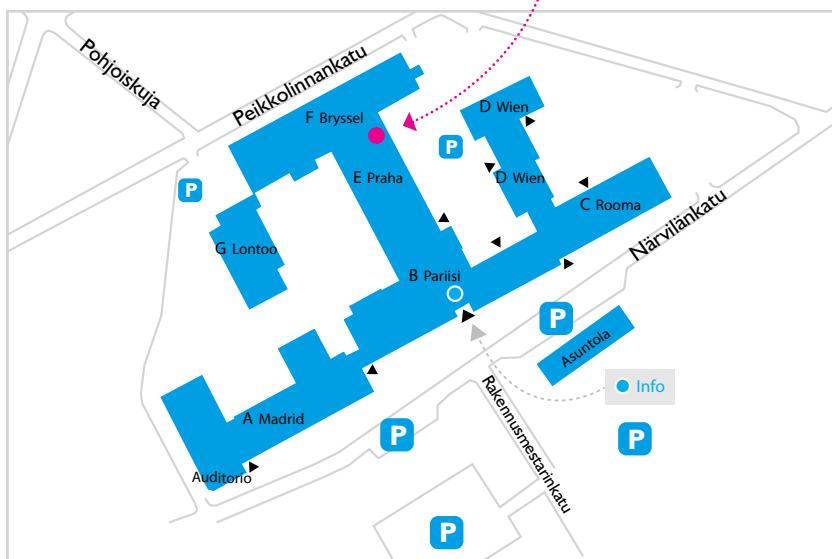 Pohjoiskuja
Peikkolinnankatu
F Bryssel
D Wien
P
E Praha
D Wien
P
C Rooma
G Lontoo
Närvilänkatu
B Pariisi
P
Asuntola
Info
Rakennusmestarinkatu
A Madrid
P
P
Auditorio
P